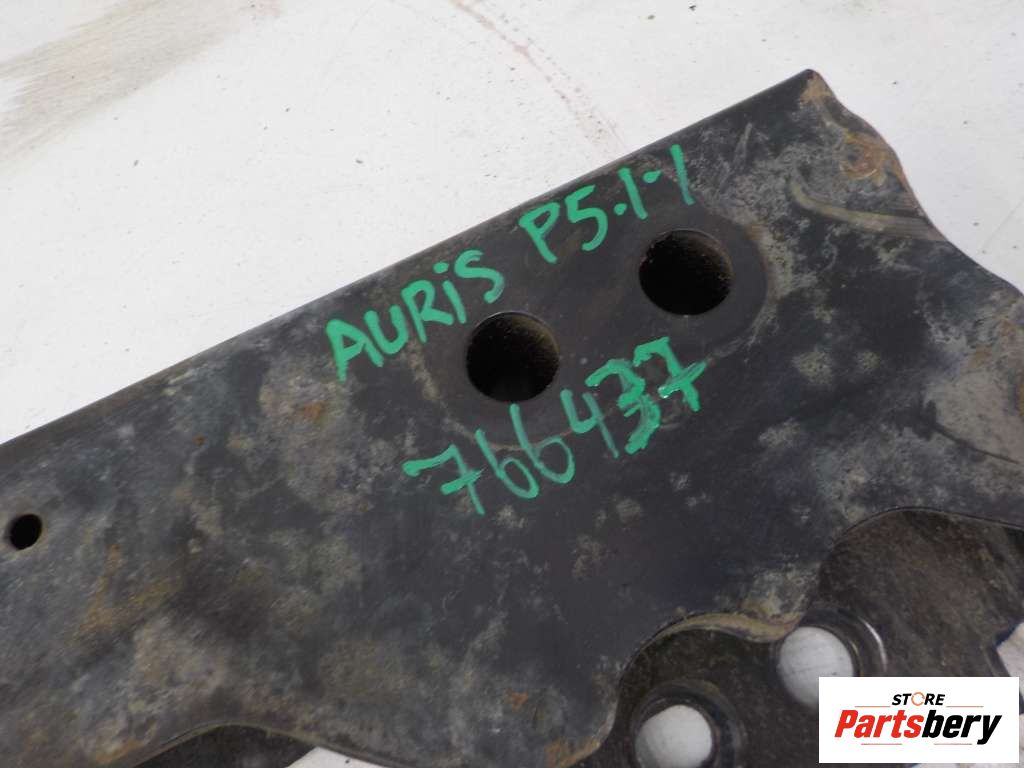 AURiS P5.1-1
766437
STORE
Partsbery